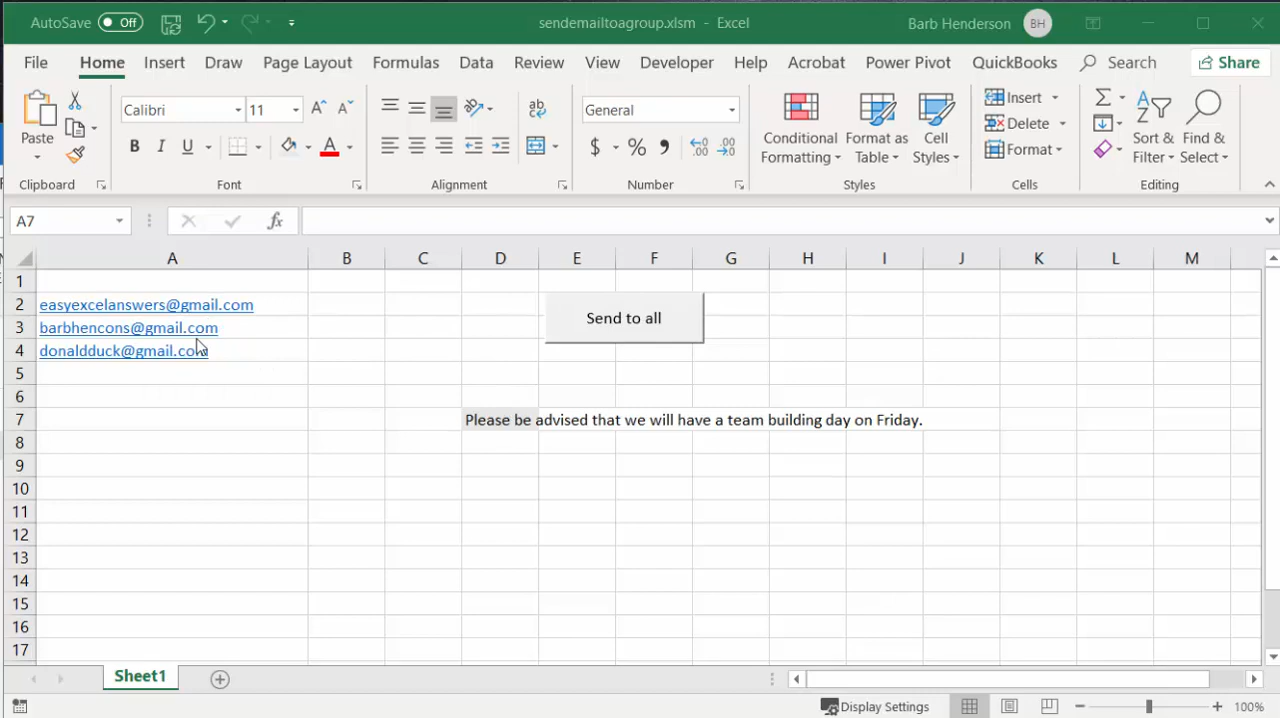 AutoSave Off sendemailtoagroup.xlsm - Excel Barb Henderson BH
File Home Insert Draw Page Layout Formulas Data Review View Developer Help Acrobat Power Pivot QuickBooks Search Share
Paste Calibri 11 General Conditional Formatting Format as Table Cell Styles Insert Delete Format Sort & Filter Find & Select
B I U A $ % 9
Clipboard Font Alignment Number Styles Cells Editing
A7 fx
A B C D E F G H I J K L M
1
2 easyexcelanswers@gmail.com Send to all
3 barbhencons@gmail.com
4 donaldduck@gmail.com
5
6
7 Please be advised that we will have a team building day on Friday.
8
9
10
11
12
13
14
15
16
17
Sheet1
Display Settings 100%